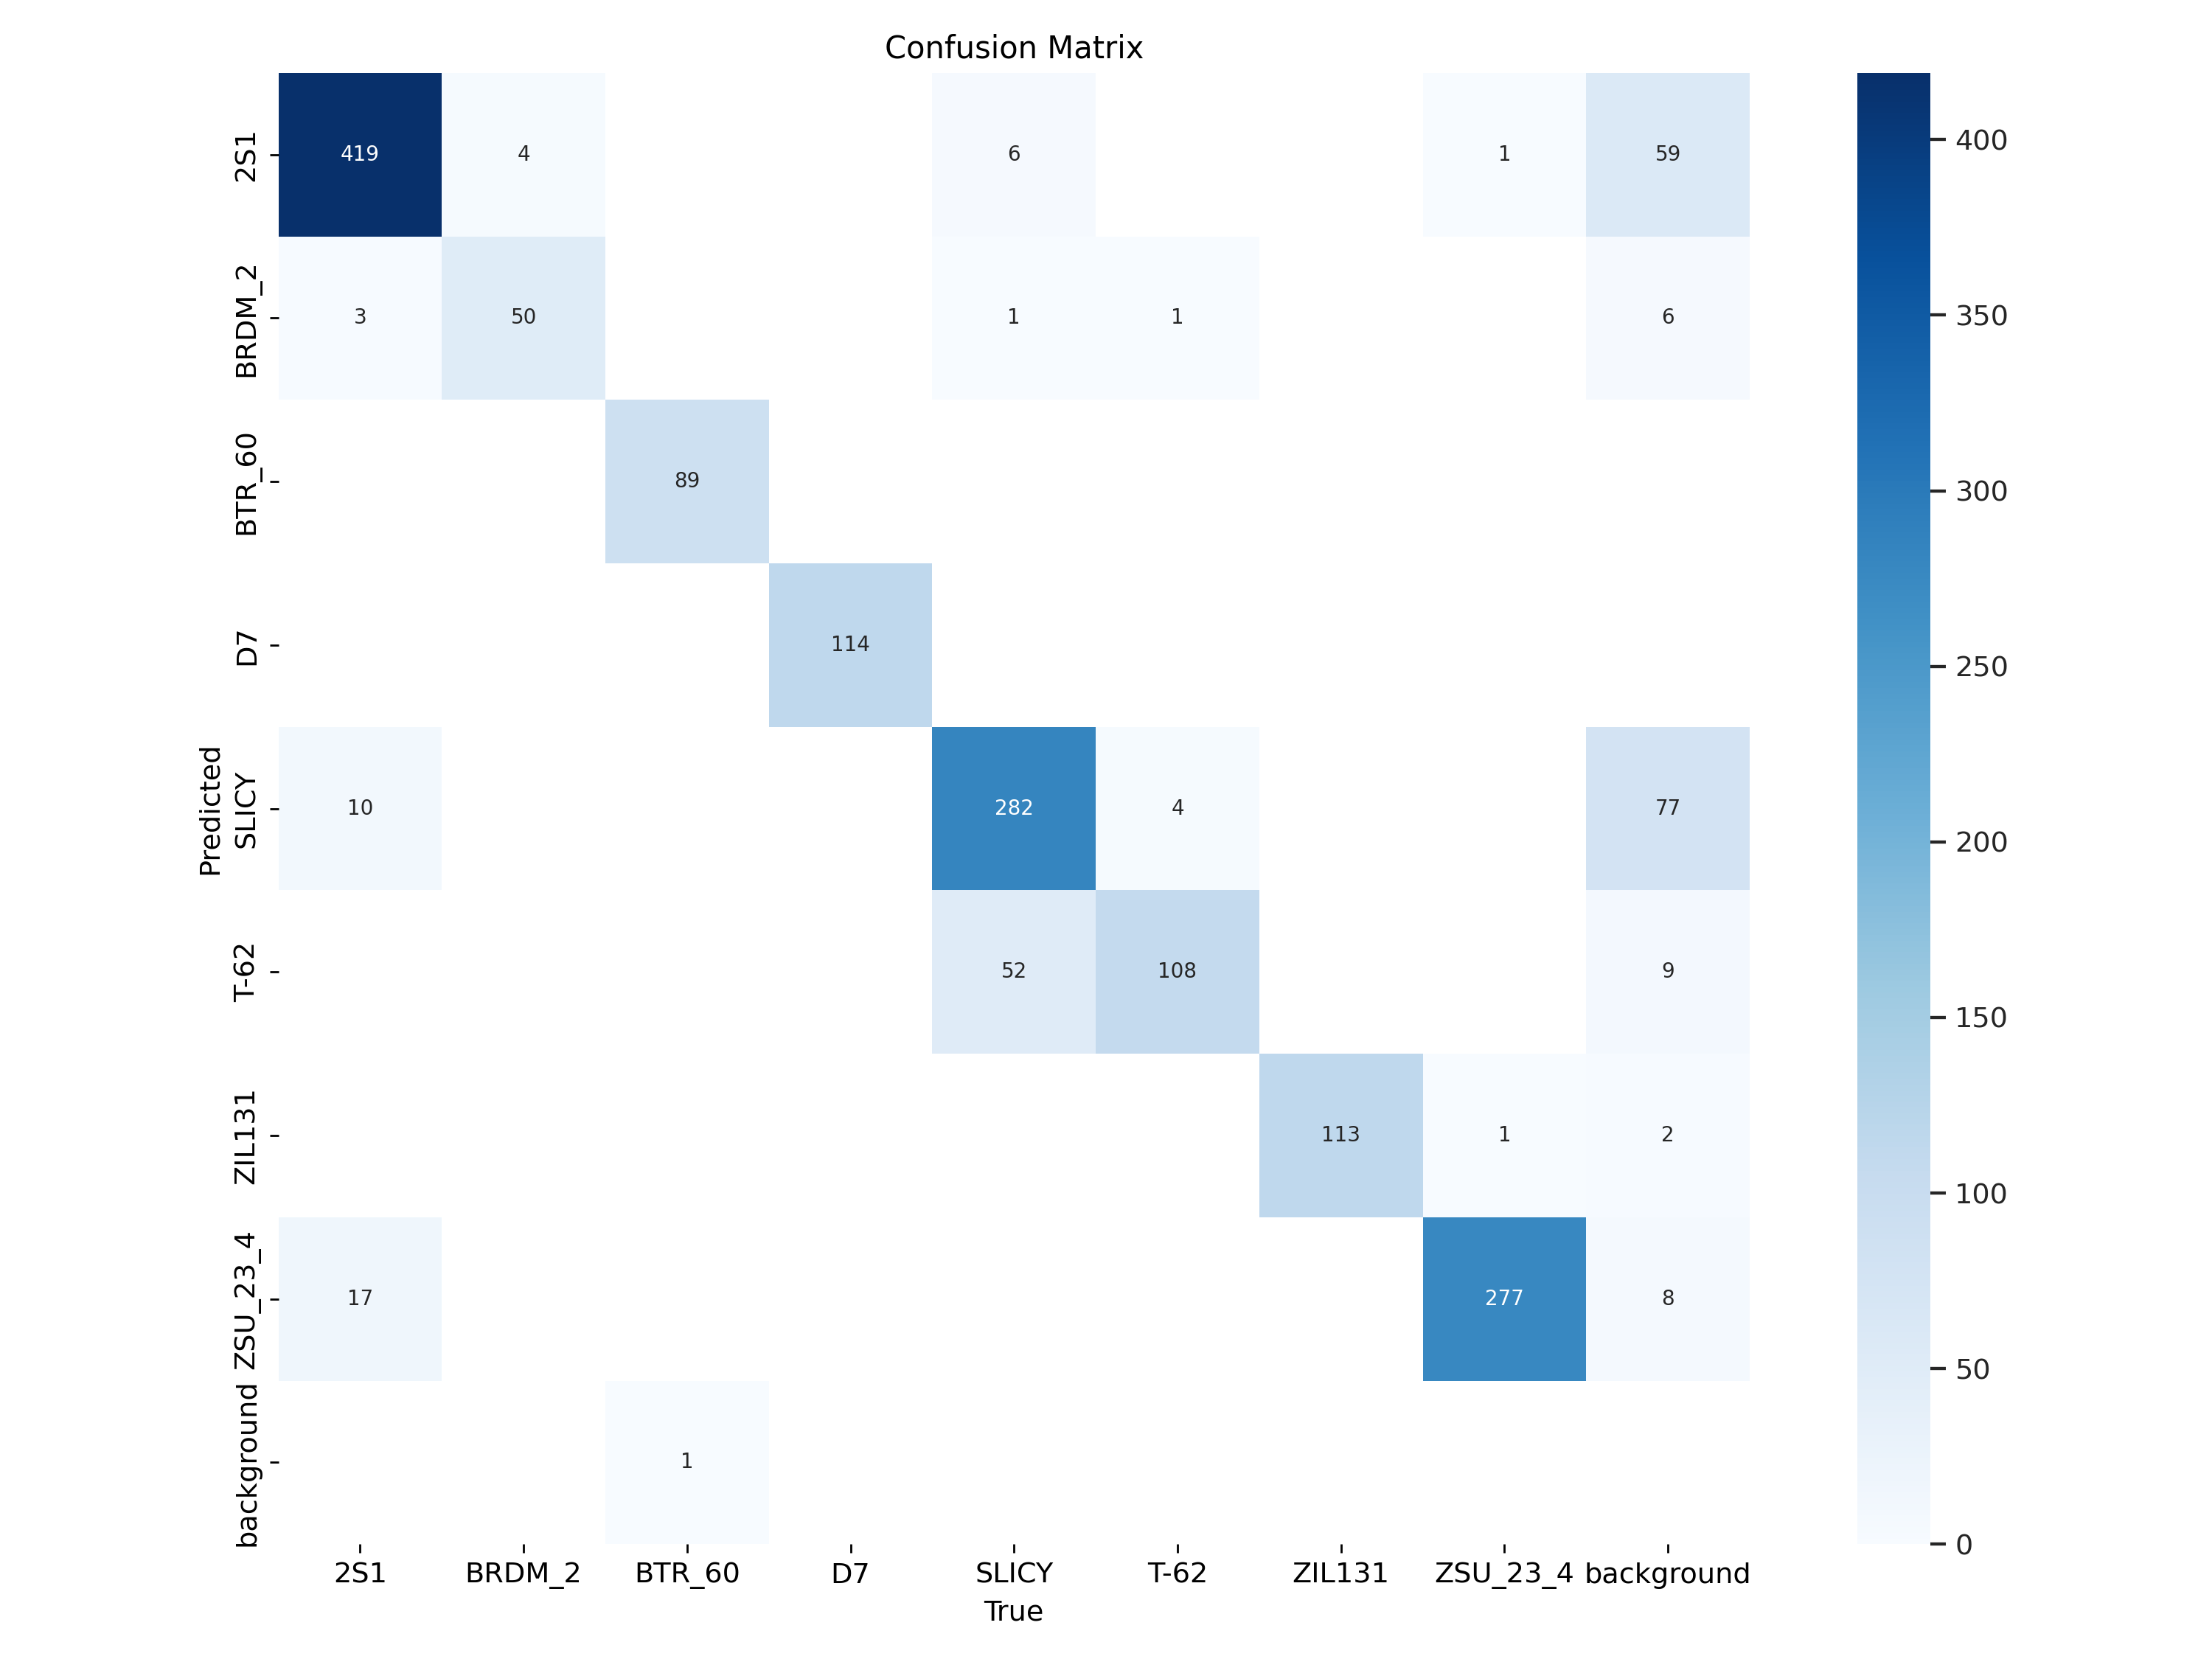 Confusion Matrix
2S1 419 4 6 1 59 400
BRDM_2 3 50 1 1 6 350
BTR_60 89 300
D7 114 250
Predicted
SLICY 10 282 4 77 200
T-62 52 108 9 150
ZIL131 113 1 2 100
ZSU_23_4 17 277 8 50
background 1 0
2S1 BRDM_2 BTR_60 D7 SLICY T-62 ZIL131 ZSU_23_4 background
True